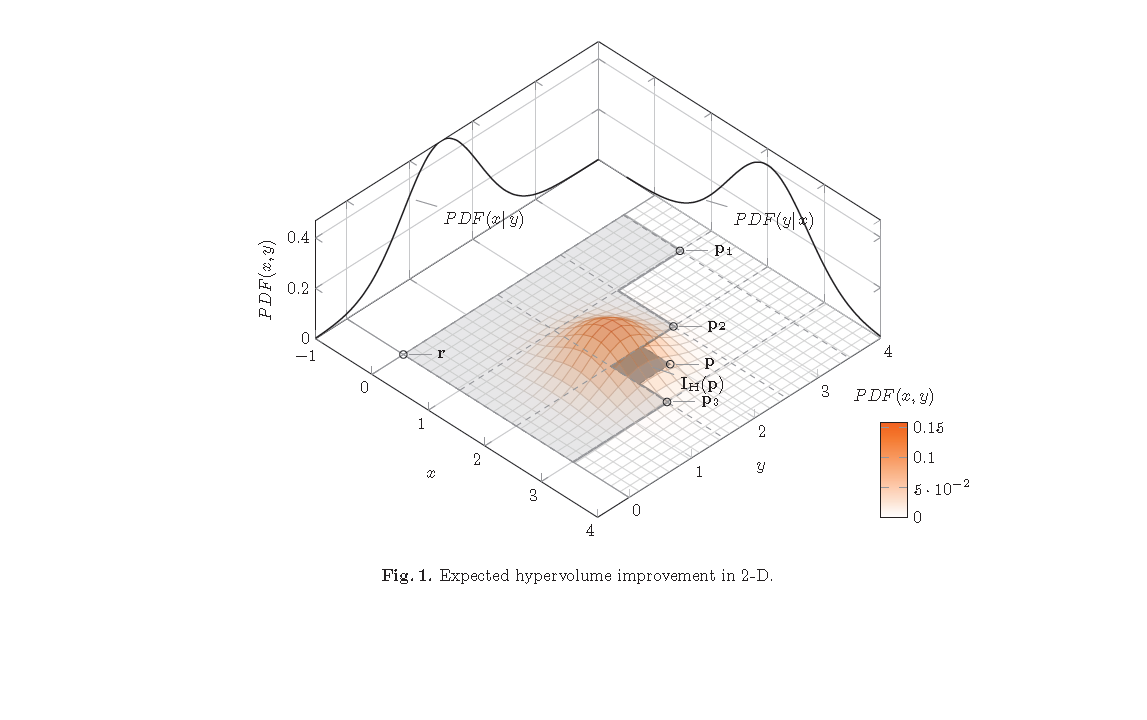 PDF(x|y)
PDF(y|x)
0.4
0.2
0
PDF(x,y)
p₁
p₂
r
p
I_H(p)
p₃
−1
0
1
2
3
4
x
4
3
2
1
0
y
PDF(x,y)
0.15
0.1
5·10⁻²
0
Fig. 1. Expected hypervolume improvement in 2-D.